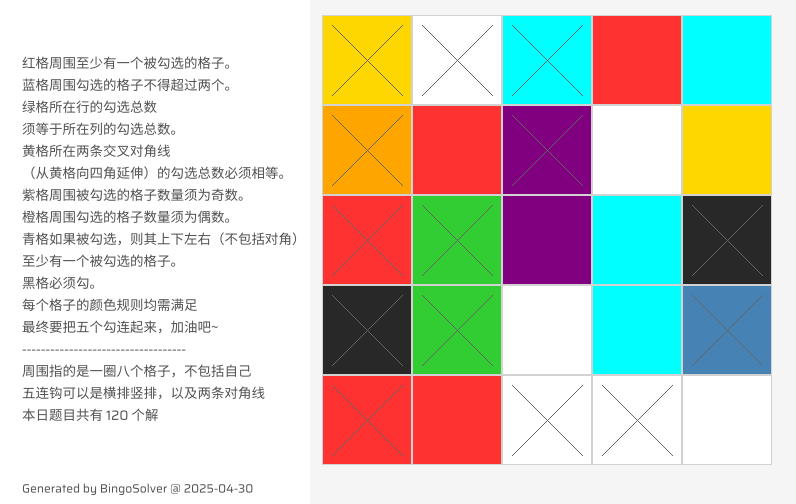 红格周围至少有一个被勾选的格子。
蓝格周围勾选的格子不得超过两个。
绿格所在行的勾选总数
须等于所在列的勾选总数。
黄格所在两条交叉对角线
（从黄格向四角延伸）的勾选总数必须相等。
紫格周围被勾选的格子数量须为奇数。
橙格周围勾选的格子数量须为偶数。
青格如果被勾选，则其上下左右（不包括对角）
至少有一个被勾选的格子。
黑格必须勾。
每个格子的颜色规则均需满足
最终要把五个勾连起来，加油吧~
-----------------------------------
周围指的是一圈八个格子，不包括自己
五连钩可以是横排竖排，以及两条对角线
本日题目共有 120 个解
Generated by BingoSolver @ 2025-04-30